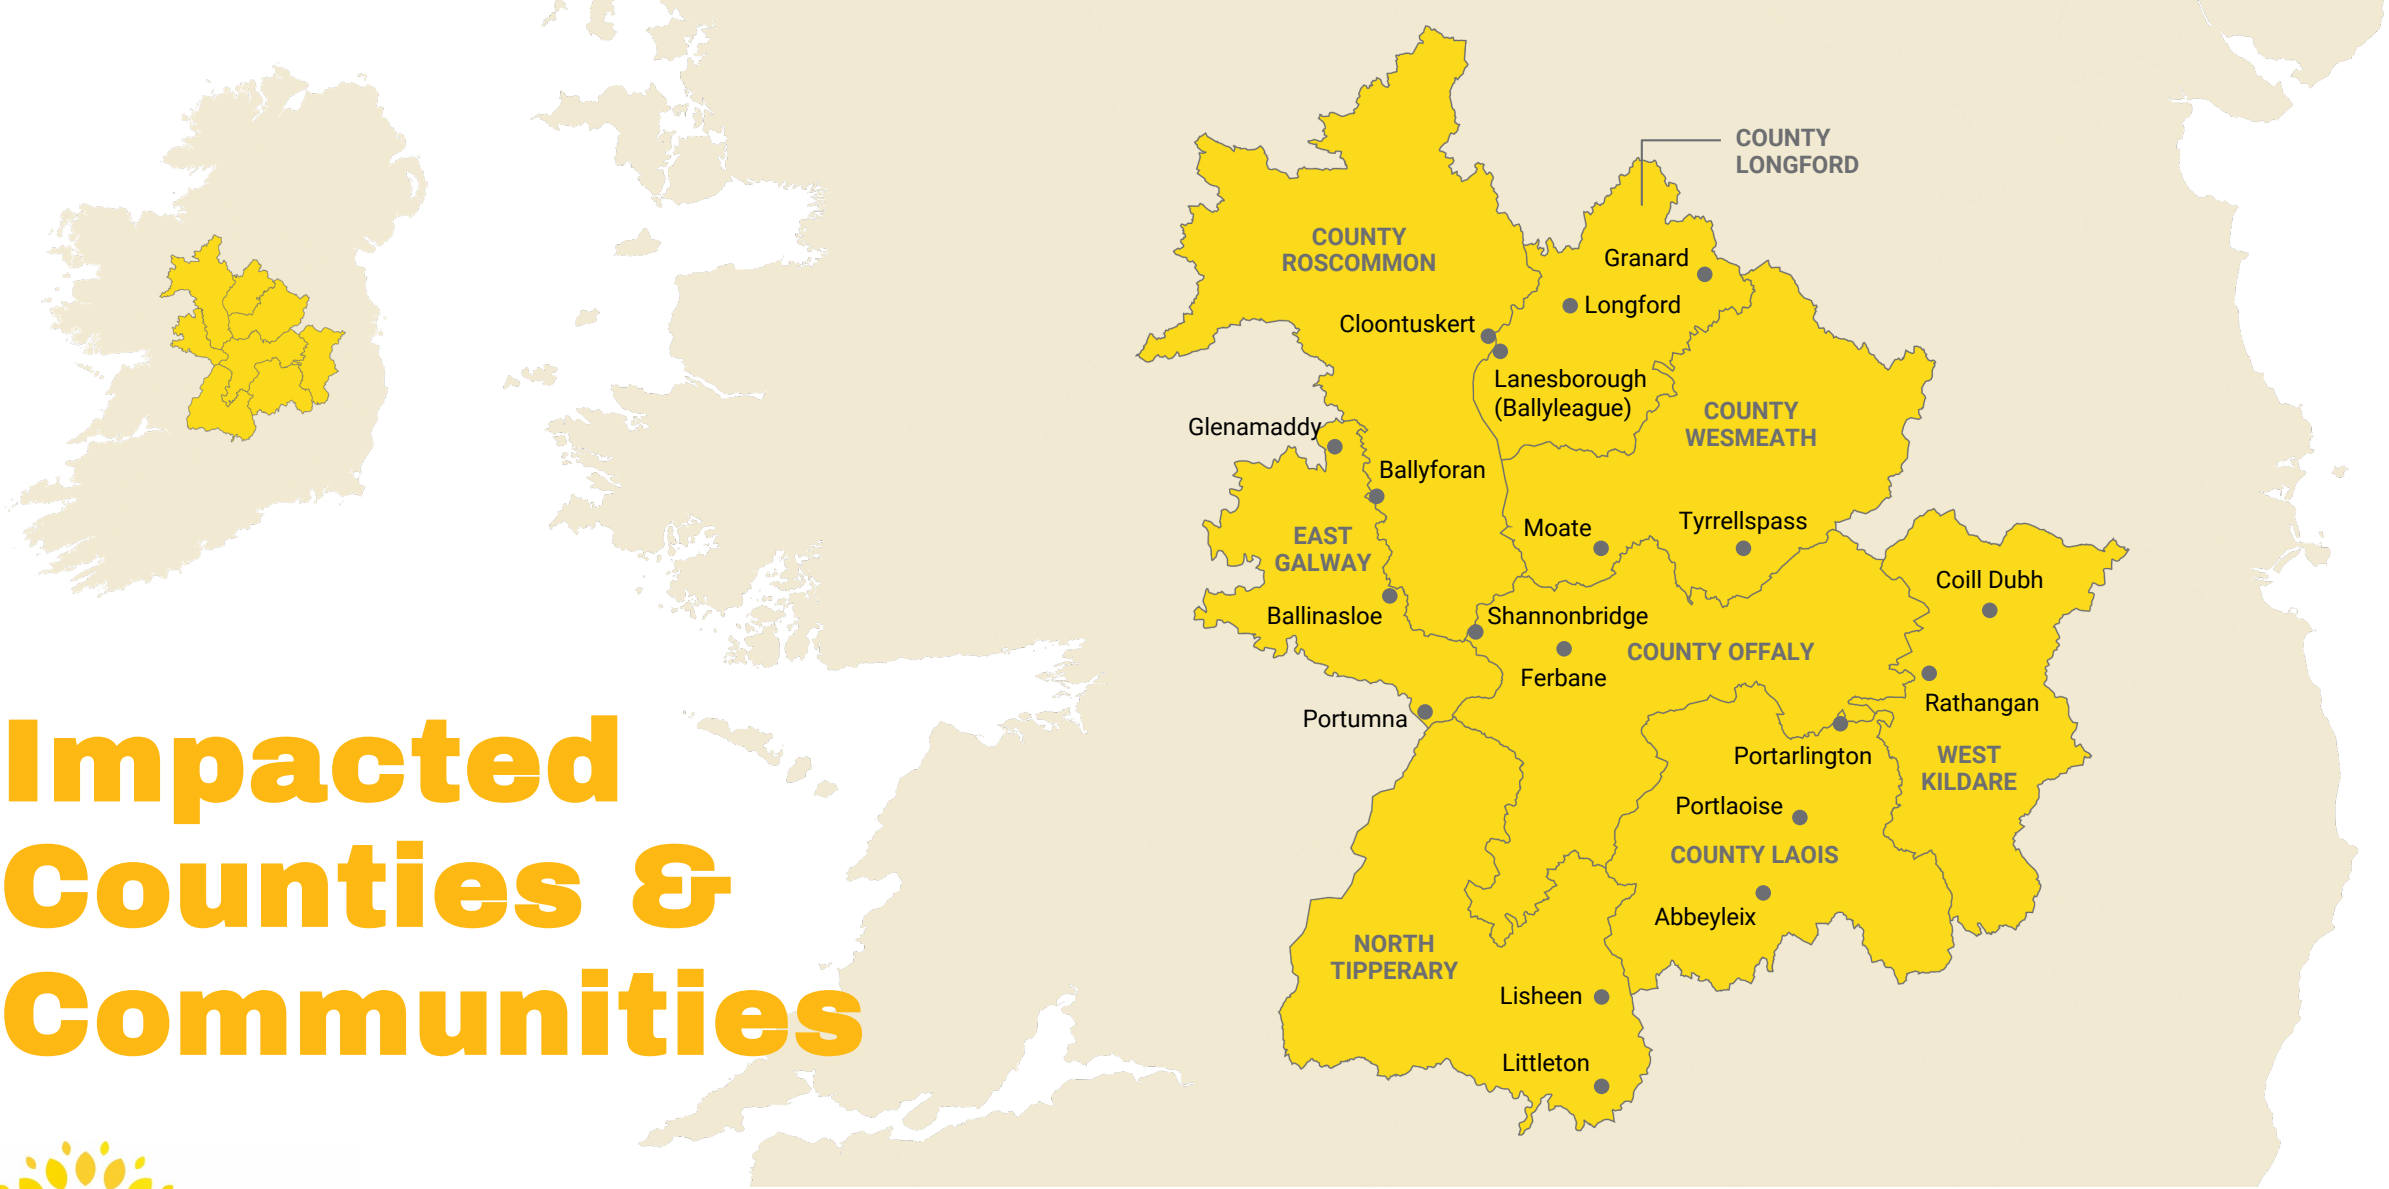 COUNTY
LONGFORD
COUNTY
ROSCOMMON
Granard
Longford
Cloontuskert
Lanesborough
(Ballyleague)
COUNTY
WESMEATH
Glenamaddy
Ballyforan
Moate
Tyrrellspass
EAST
GALWAY
Coill Dubh
Ballinasloe
Shannonbridge
COUNTY OFFALY
Ferbane
Rathangan
Portumna
Portarlington
WEST
KILDARE
Portlaoise
COUNTY LAOIS
Abbeyleix
NORTH
TIPPERARY
Lisheen
Littleton
Impacted
Counties &
Communities